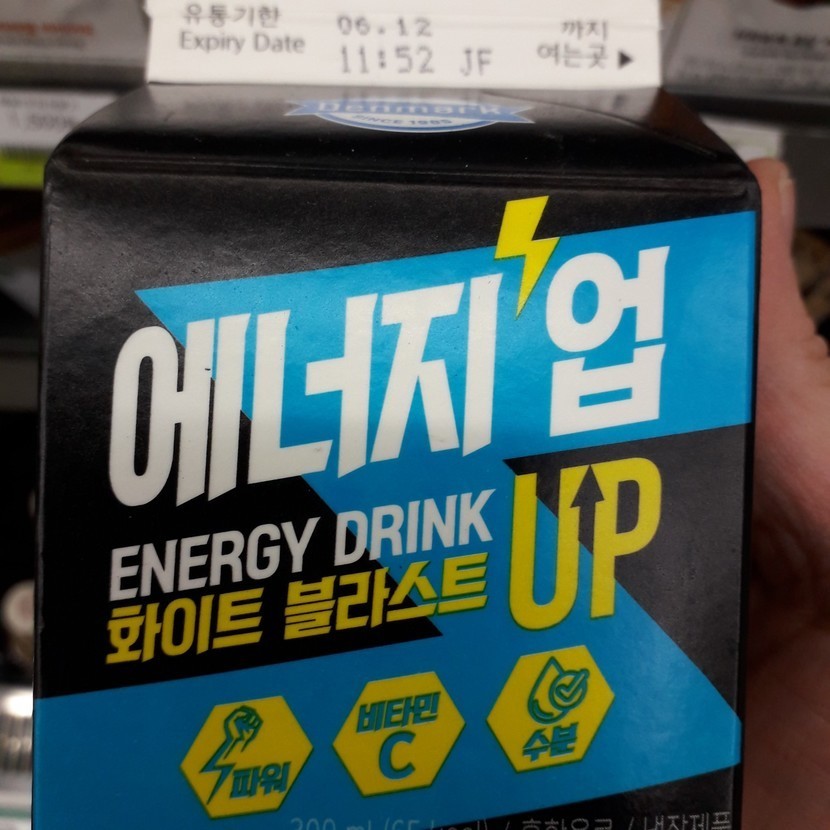 유통기한 06.12 까지
Expiry Date 11:52 JF 여는곳 ▶
SINCE 1985
에너지 업
ENERGY DRINK UP
화이트 블라스트
파워
비타민 C
수분